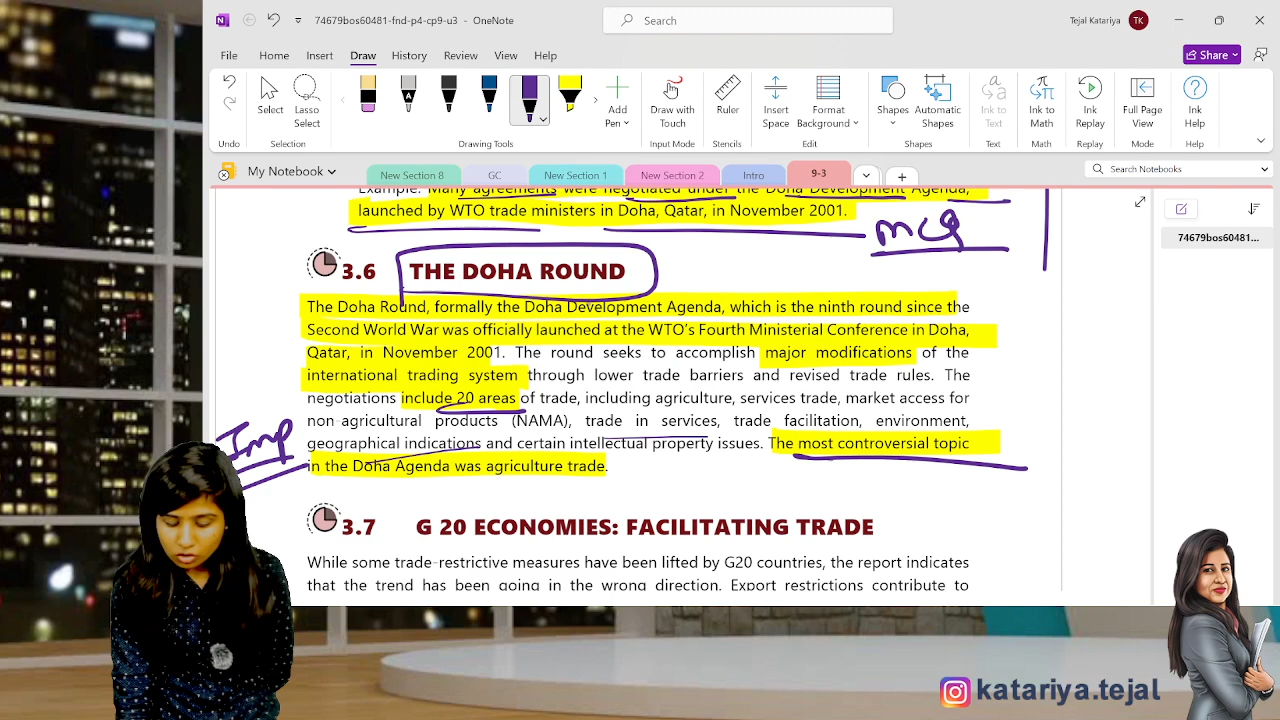 74679bos60481-fnd-p4-cp9-u3 - OneNote
Search
Tejal Katariya
TK
File Home Insert Draw History Review View Help
Share
Undo
Select
Lasso Select
Selection
Drawing Tools
Add Pen
Draw with Touch
Input Mode
Ruler
Stencils
Insert Space
Format Background
Edit
Shapes
Automatic Shapes
Ink to Text
Ink to Math
Math
Ink Replay
Replay
Full Page View
Mode
Ink Help
Help
My Notebook
New Section 8
GC
New Section 1
New Section 2
Intro
9-3
Search Notebooks
74679bos60481...
Example: Many agreements were negotiated under the Doha Development Agenda,
launched by WTO trade ministers in Doha, Qatar, in November 2001.
MCQ
3.6 THE DOHA ROUND
The Doha Round, formally the Doha Development Agenda, which is the ninth round since the
Second World War was officially launched at the WTO's Fourth Ministerial Conference in Doha,
Qatar, in November 2001. The round seeks to accomplish major modifications of the
international trading system through lower trade barriers and revised trade rules. The
negotiations include 20 areas of trade, including agriculture, services trade, market access for
non-agricultural products (NAMA), trade in services, trade facilitation, environment,
geographical indications and certain intellectual property issues. The most controversial topic
in the Doha Agenda was agriculture trade.
Imp
3.7 G 20 ECONOMIES: FACILITATING TRADE
While some trade-restrictive measures have been lifted by G20 countries, the report indicates
that the trend has been going in the wrong direction. Export restrictions contribute to
katariya.tejal